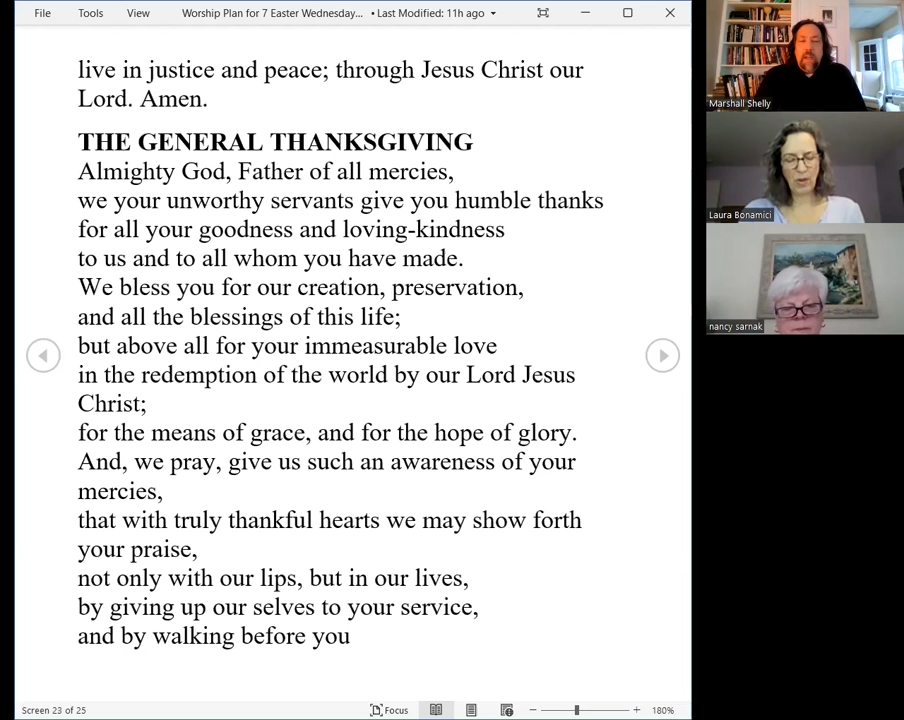 File Tools View Worship Plan for 7 Easter Wednesday... • Last Modified: 11h ago
live in justice and peace; through Jesus Christ our
Lord. Amen.
THE GENERAL THANKSGIVING
Almighty God, Father of all mercies,
we your unworthy servants give you humble thanks
for all your goodness and loving-kindness
to us and to all whom you have made.
We bless you for our creation, preservation,
and all the blessings of this life;
but above all for your immeasurable love
in the redemption of the world by our Lord Jesus
Christ;
for the means of grace, and for the hope of glory.
And, we pray, give us such an awareness of your
mercies,
that with truly thankful hearts we may show forth
your praise,
not only with our lips, but in our lives,
by giving up our selves to your service,
and by walking before you
Screen 23 of 25 Focus 180%
Marshall Shelly
Laura Bonamici
nancy sarnak